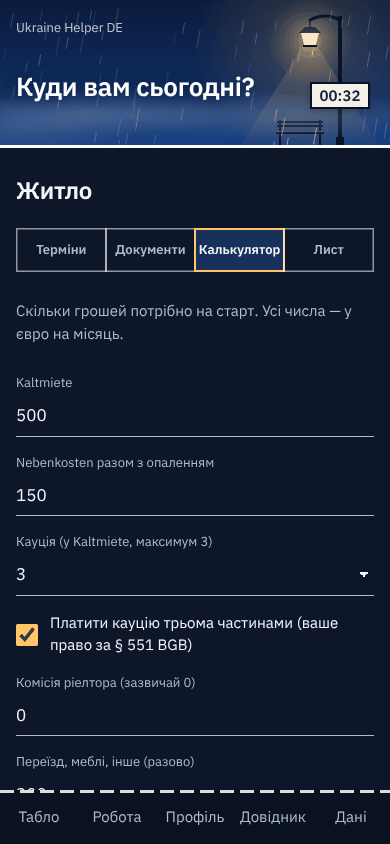 Ukraine Helper DE
Куди вам сьогодні?
00:32
Житло
Терміни
Документи
Калькулятор
Лист
Скільки грошей потрібно на старт. Усі числа — у
євро на місяць.
Kaltmiete
500
Nebenkosten разом з опаленням
150
Кауція (у Kaltmiete, максимум 3)
3
Платити кауцію трьома частинами (ваше
право за § 551 BGB)
Комісія ріелтора (зазвичай 0)
0
Переїзд, меблі, інше (разово)
Табло
Робота
Профіль
Довідник
Дані